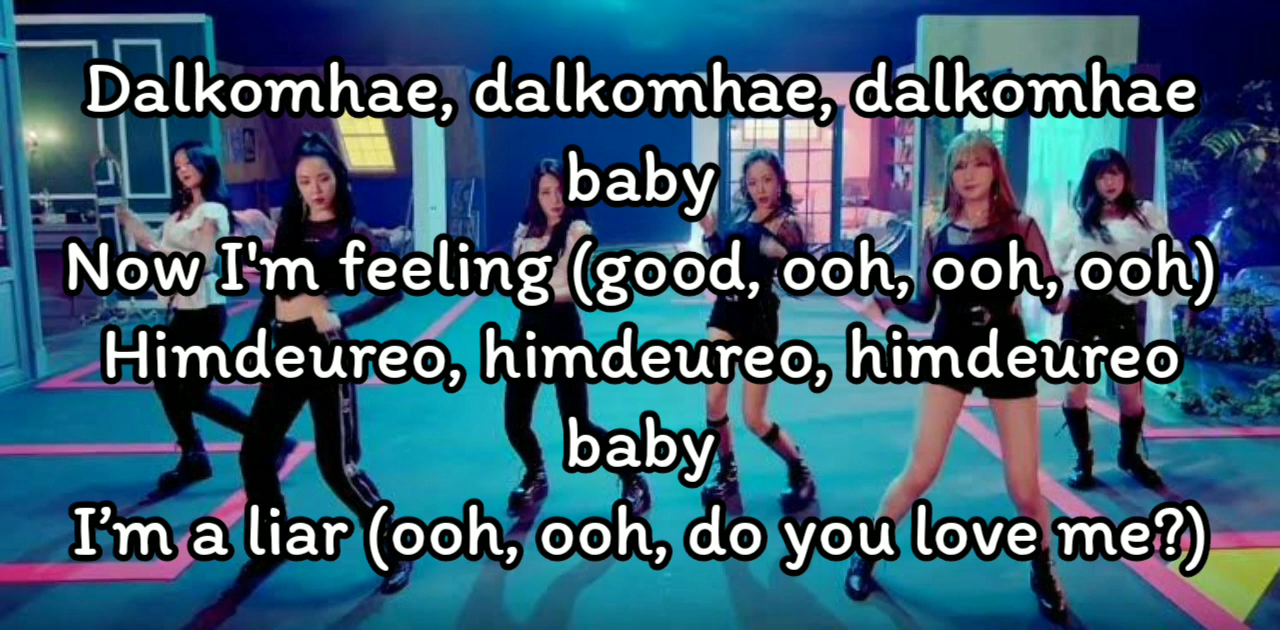 Dalkomhae, dalkomhae, dalkomhae
baby
Now I'm feeling (good, ooh, ooh, ooh)
Himdeureo, himdeureo, himdeureo
baby
I’m a liar (ooh, ooh, do you love me?)